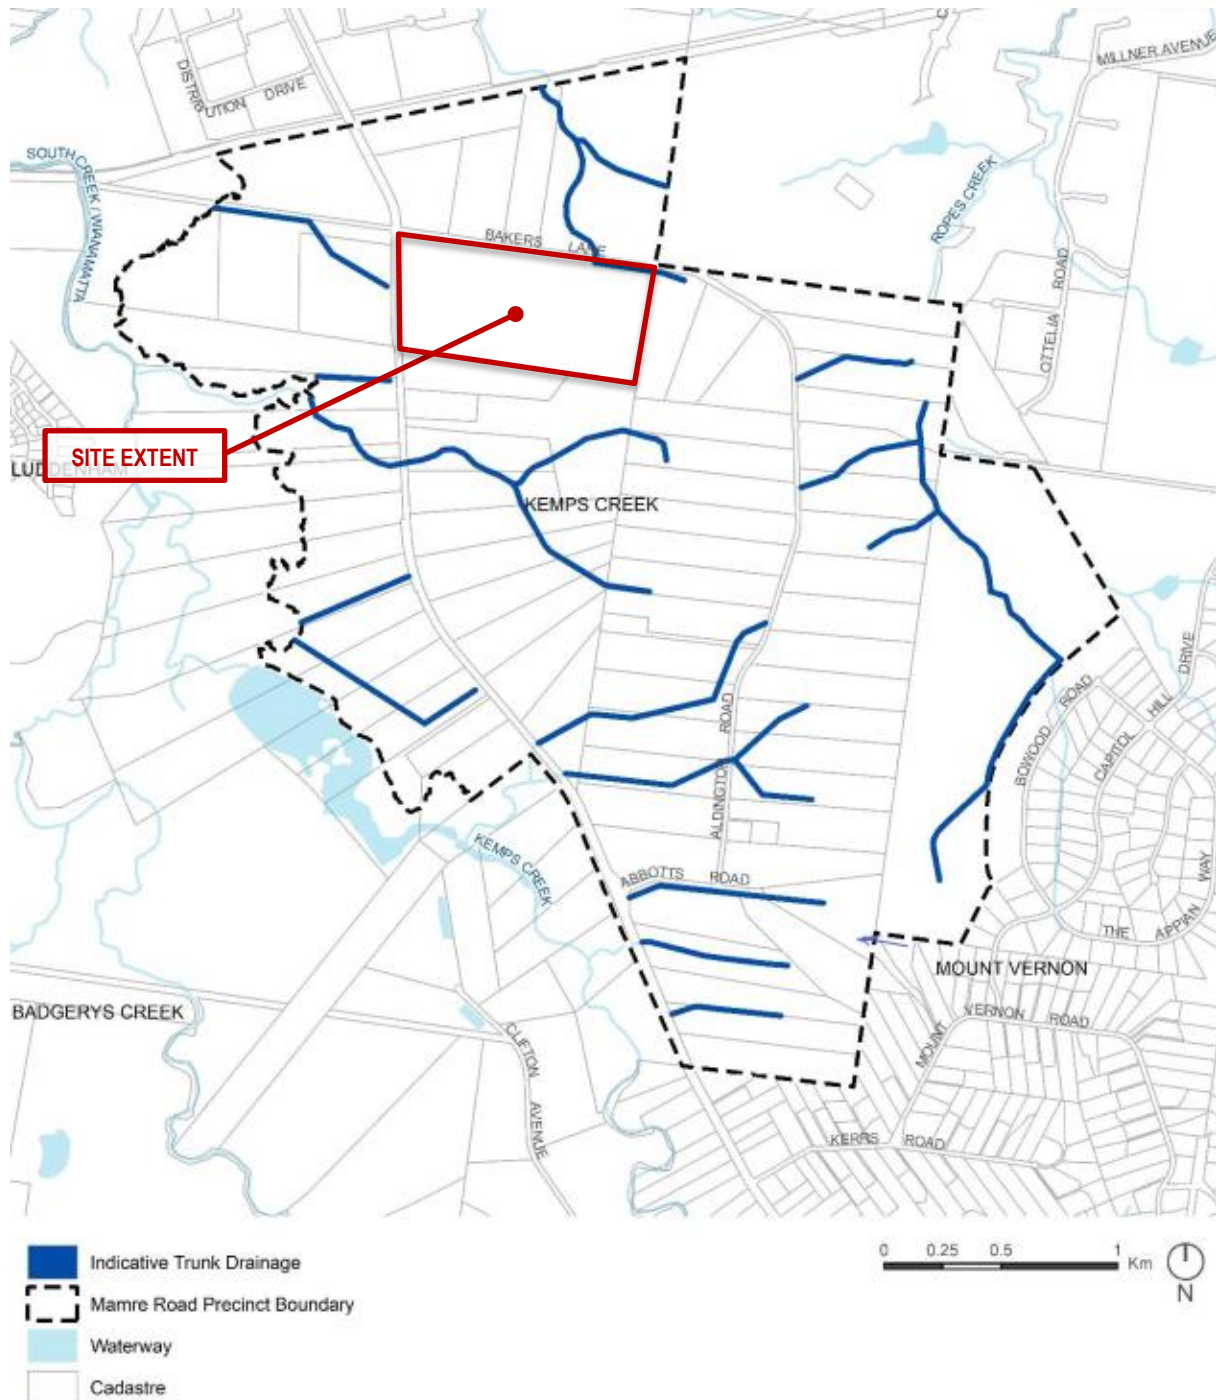 MILLNER AVENUE
DISTRIBUTION DRIVE
SOUTH CREEK / WIANAMATTA
ROPES CREEK
BAKERS LANE
OTTELIA ROAD
SITE EXTENT
LUDDENHAM
KEMPS CREEK
BOWOOD ROAD
CAPITOL HILL DRIVE
ALDINGTON ROAD
KEMPS CREEK
ABBOTTS ROAD
THE APPIAN WAY
MOUNT VERNON
BADGERYS CREEK
MOUNT VERNON ROAD
CLIFTON AVENUE
KERRS ROAD
Indicative Trunk Drainage
Mamre Road Precinct Boundary
Waterway
Cadastre
0 0.25 0.5 1 Km
N